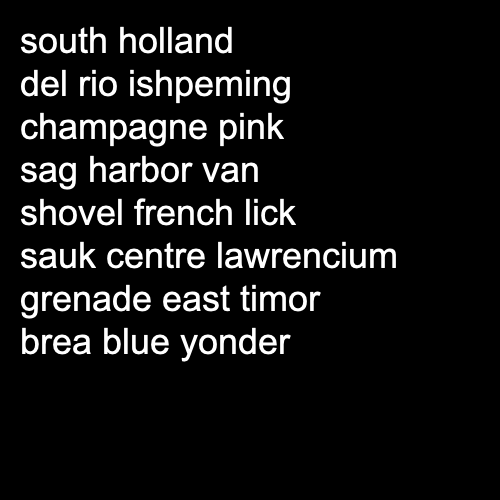 south holland
del rio ishpeming
champagne pink
sag harbor van
shovel french lick
sauk centre lawrencium
grenade east timor
brea blue yonder